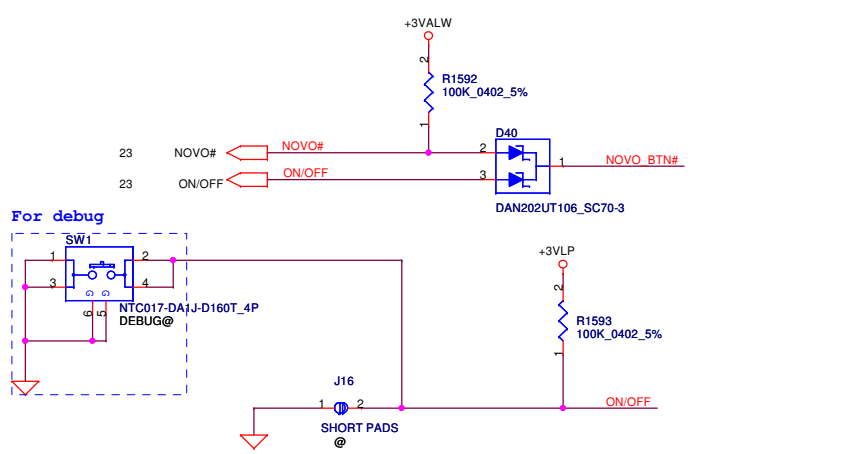 +3VALW
2
R1592
100K_0402_5%
1
D40
23 NOVO# NOVO# 2
1 NOVO_BTN#
23 ON/OFF ON/OFF 3
DAN202UT106_SC70-3
For debug
SW1
1 2
3 4
G G
6 5
NTC017-DA1J-D160T_4P
DEBUG@
+3VLP
2
R1593
100K_0402_5%
1
J16
1 2
ON/OFF
SHORT PADS
@